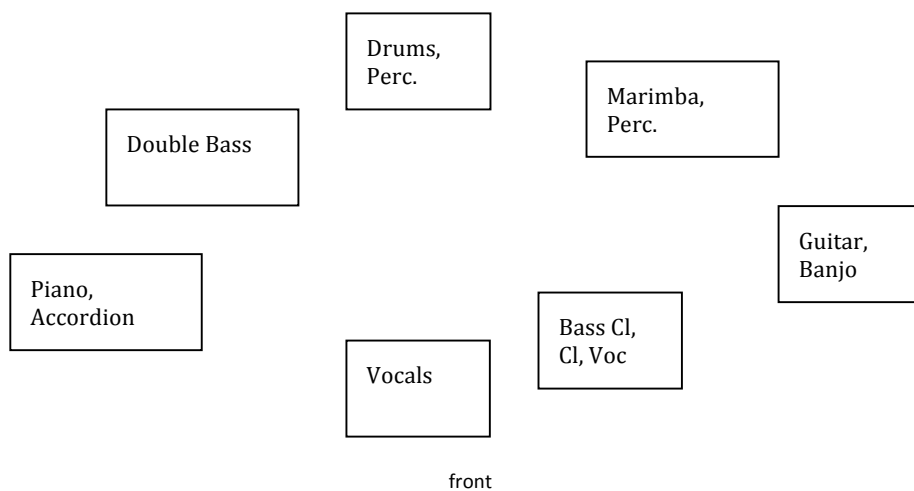 Drums,
Perc.
Marimba,
Perc.
Double Bass
Guitar,
Banjo
Piano,
Accordion
Bass Cl,
Cl, Voc
Vocals
front